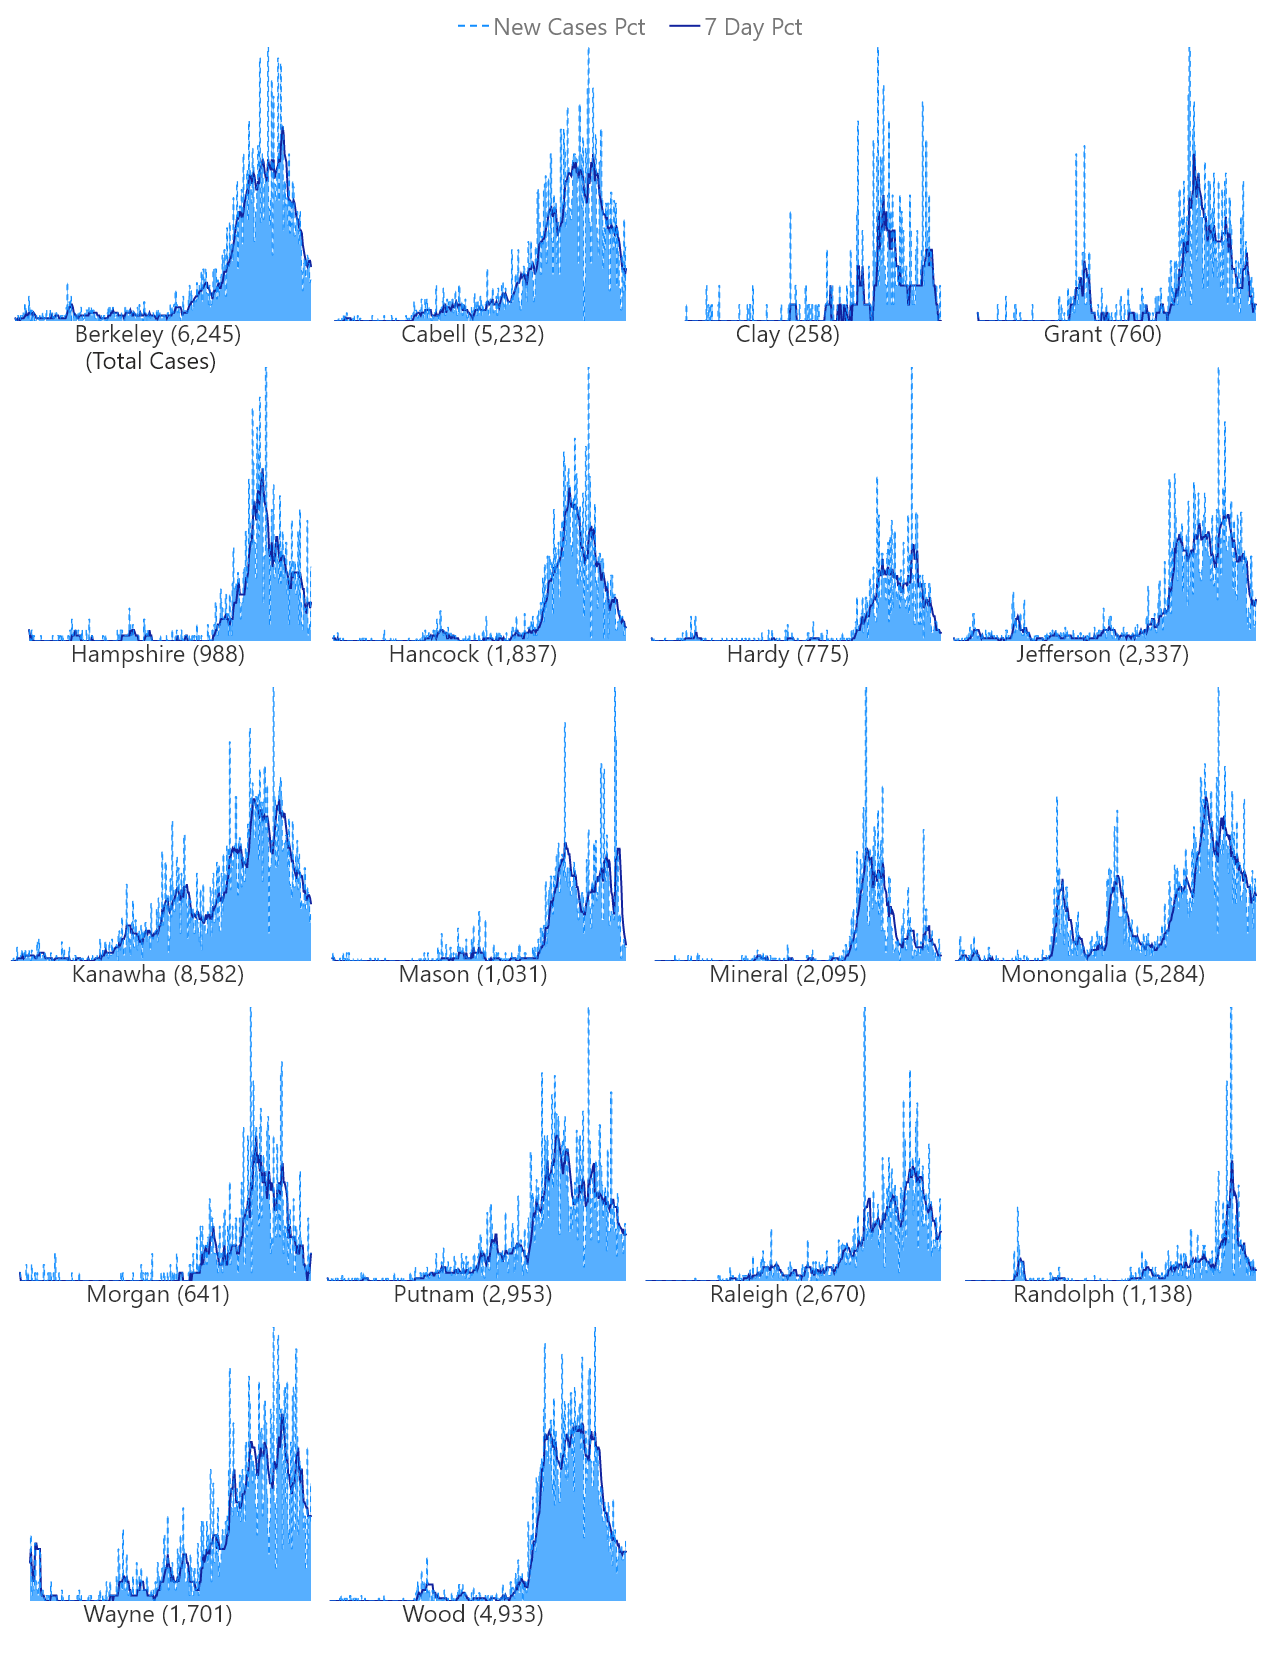 New Cases Pct 7 Day Pct
Berkeley (6,245) Cabell (5,232) Clay (258) Grant (760)
(Total Cases)
Hampshire (988) Hancock (1,837) Hardy (775) Jefferson (2,337)
Kanawha (8,582) Mason (1,031) Mineral (2,095) Monongalia (5,284)
Morgan (641) Putnam (2,953) Raleigh (2,670) Randolph (1,138)
Wayne (1,701) Wood (4,933)